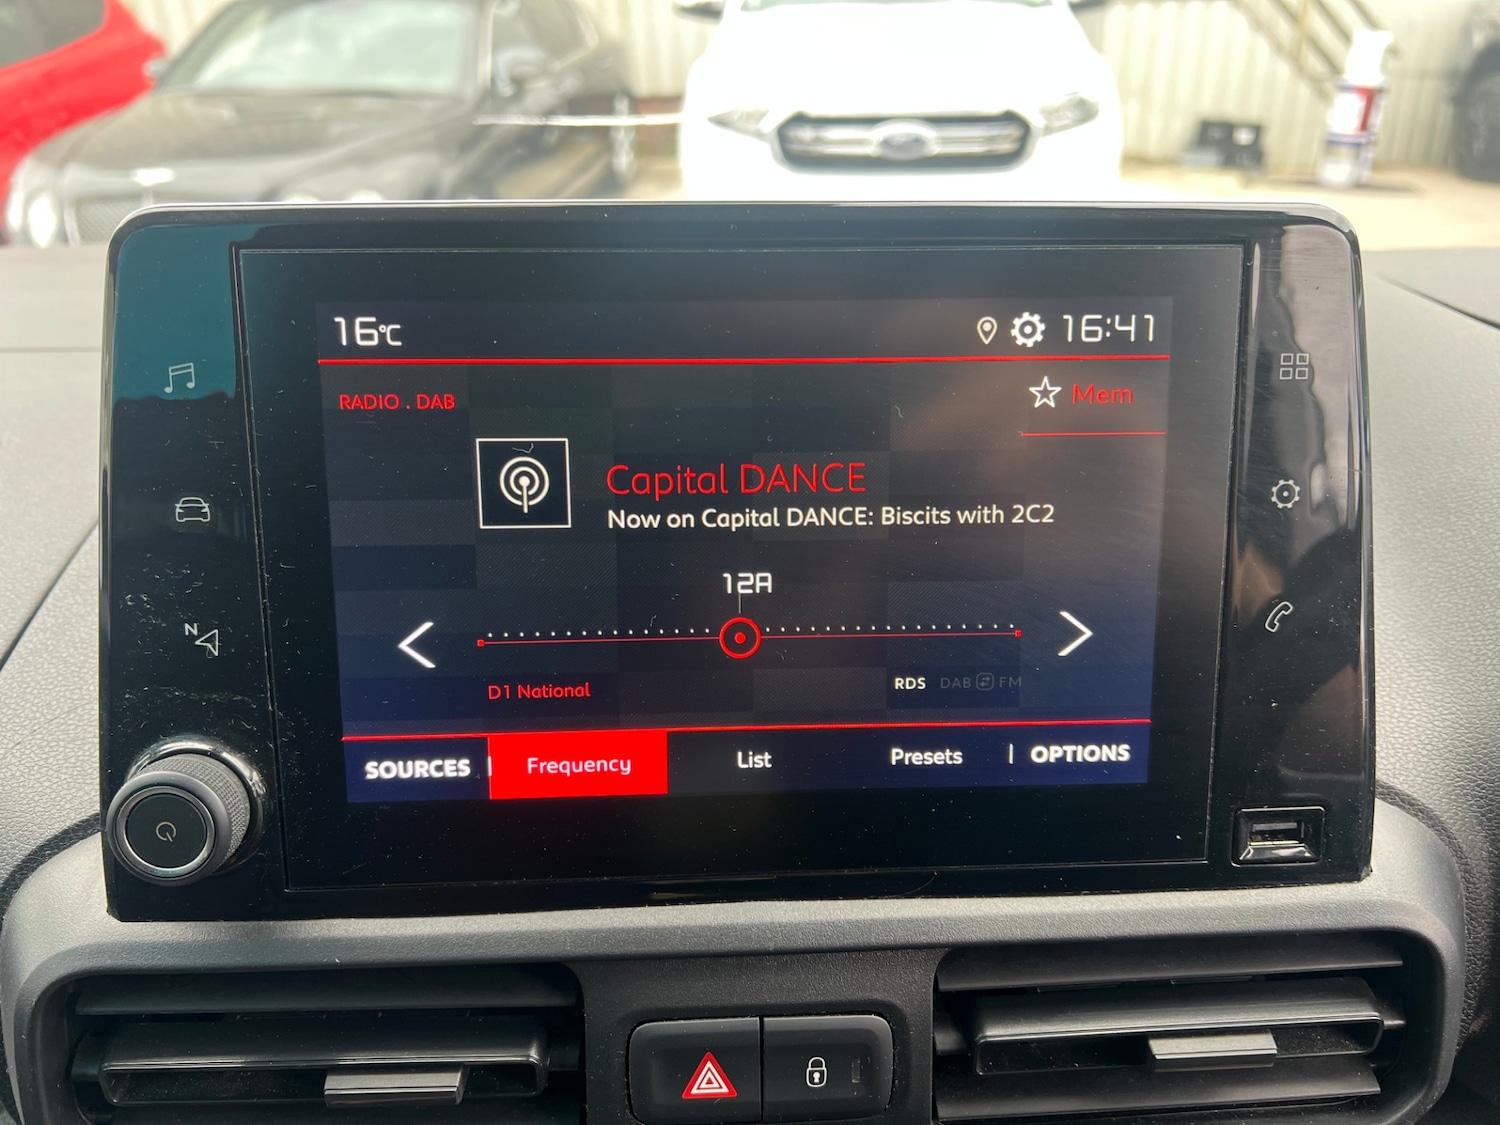 16°C
16:41
RADIO . DAB
Mem
Capital DANCE
Now on Capital DANCE: Biscits with 2C2
12A
N
D1 National
RDS DAB FM
SOURCES
Frequency
List
Presets
OPTIONS